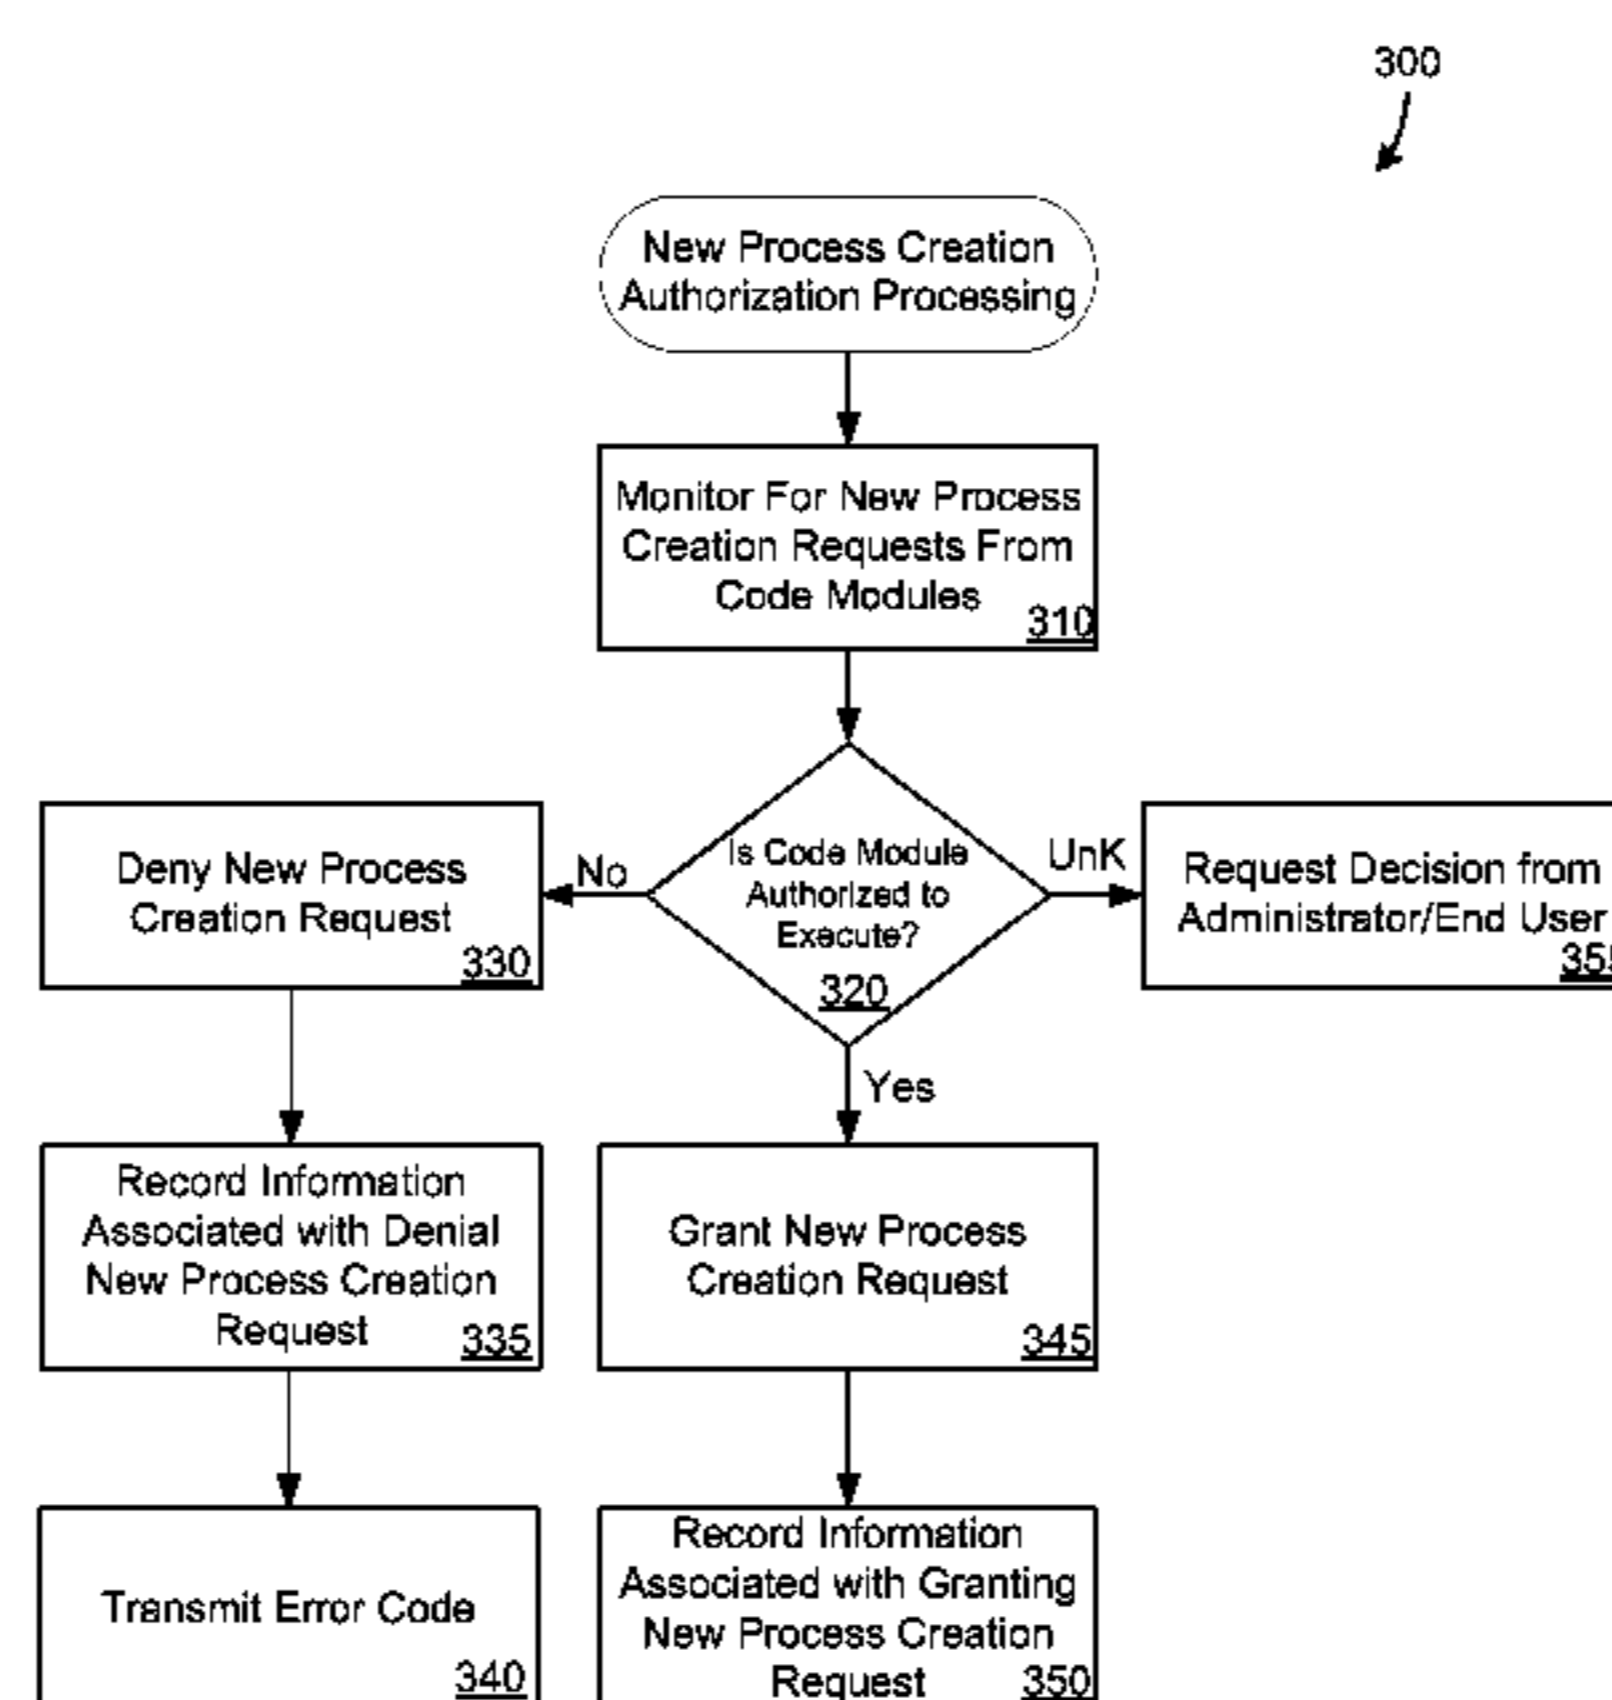 300
New Process Creation
Authorization Processing
Monitor For New Process
Creation Requests From
Code Modules
310
Is Code Module
Authorized to
Execute?
320
No
UnK
Yes
Deny New Process
Creation Request
330
Request Decision from
Administrator/End User
355
Record Information
Associated with Denial
New Process Creation
Request
335
Grant New Process
Creation Request
345
Transmit Error Code
340
Record Information
Associated with Granting
New Process Creation
Request
350